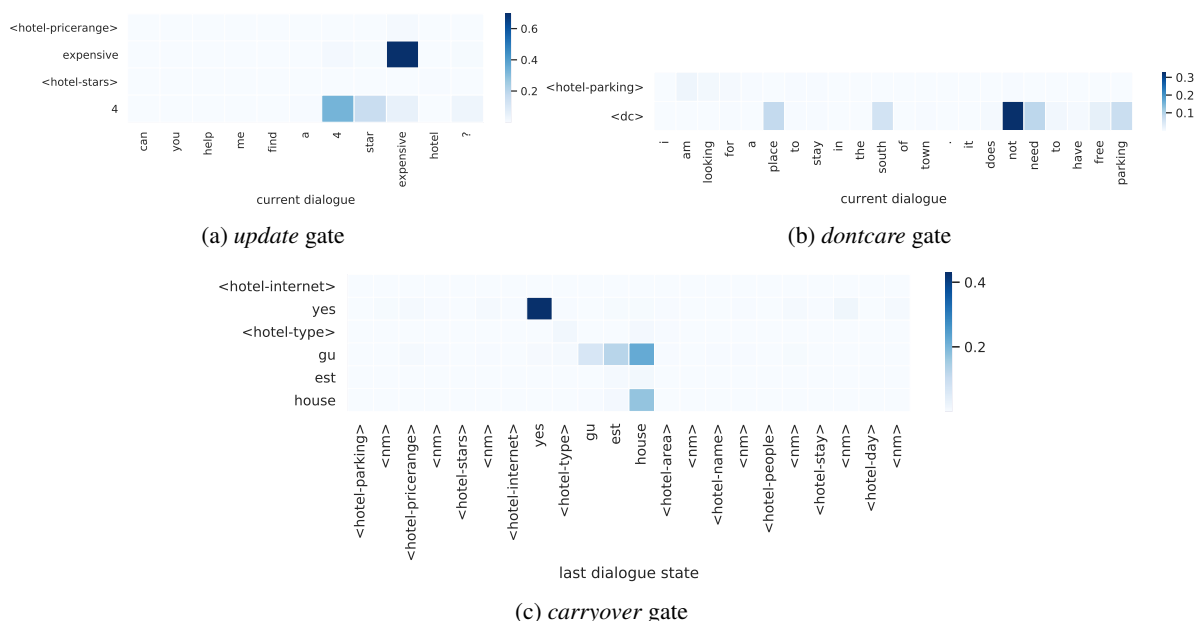 <hotel-pricerange>
expensive
<hotel-stars>
4
can you help me find a 4 star expensive hotel ?
current dialogue
0.6
0.4
0.2
(a) update gate
<hotel-parking>
<dc>
i am looking for a place to stay in the south of town . it does not need to have free parking
current dialogue
0.3
0.2
0.1
(b) dontcare gate
<hotel-internet>
yes
<hotel-type>
gu
est
house
<hotel-parking> <nm> <hotel-pricerange> <nm> <hotel-stars> <nm> <hotel-internet> yes <hotel-type> gu est house <hotel-area> <nm> <hotel-name> <nm> <hotel-people> <nm> <hotel-stay> <nm> <hotel-day> <nm>
last dialogue state
0.4
0.2
(c) carryover gate